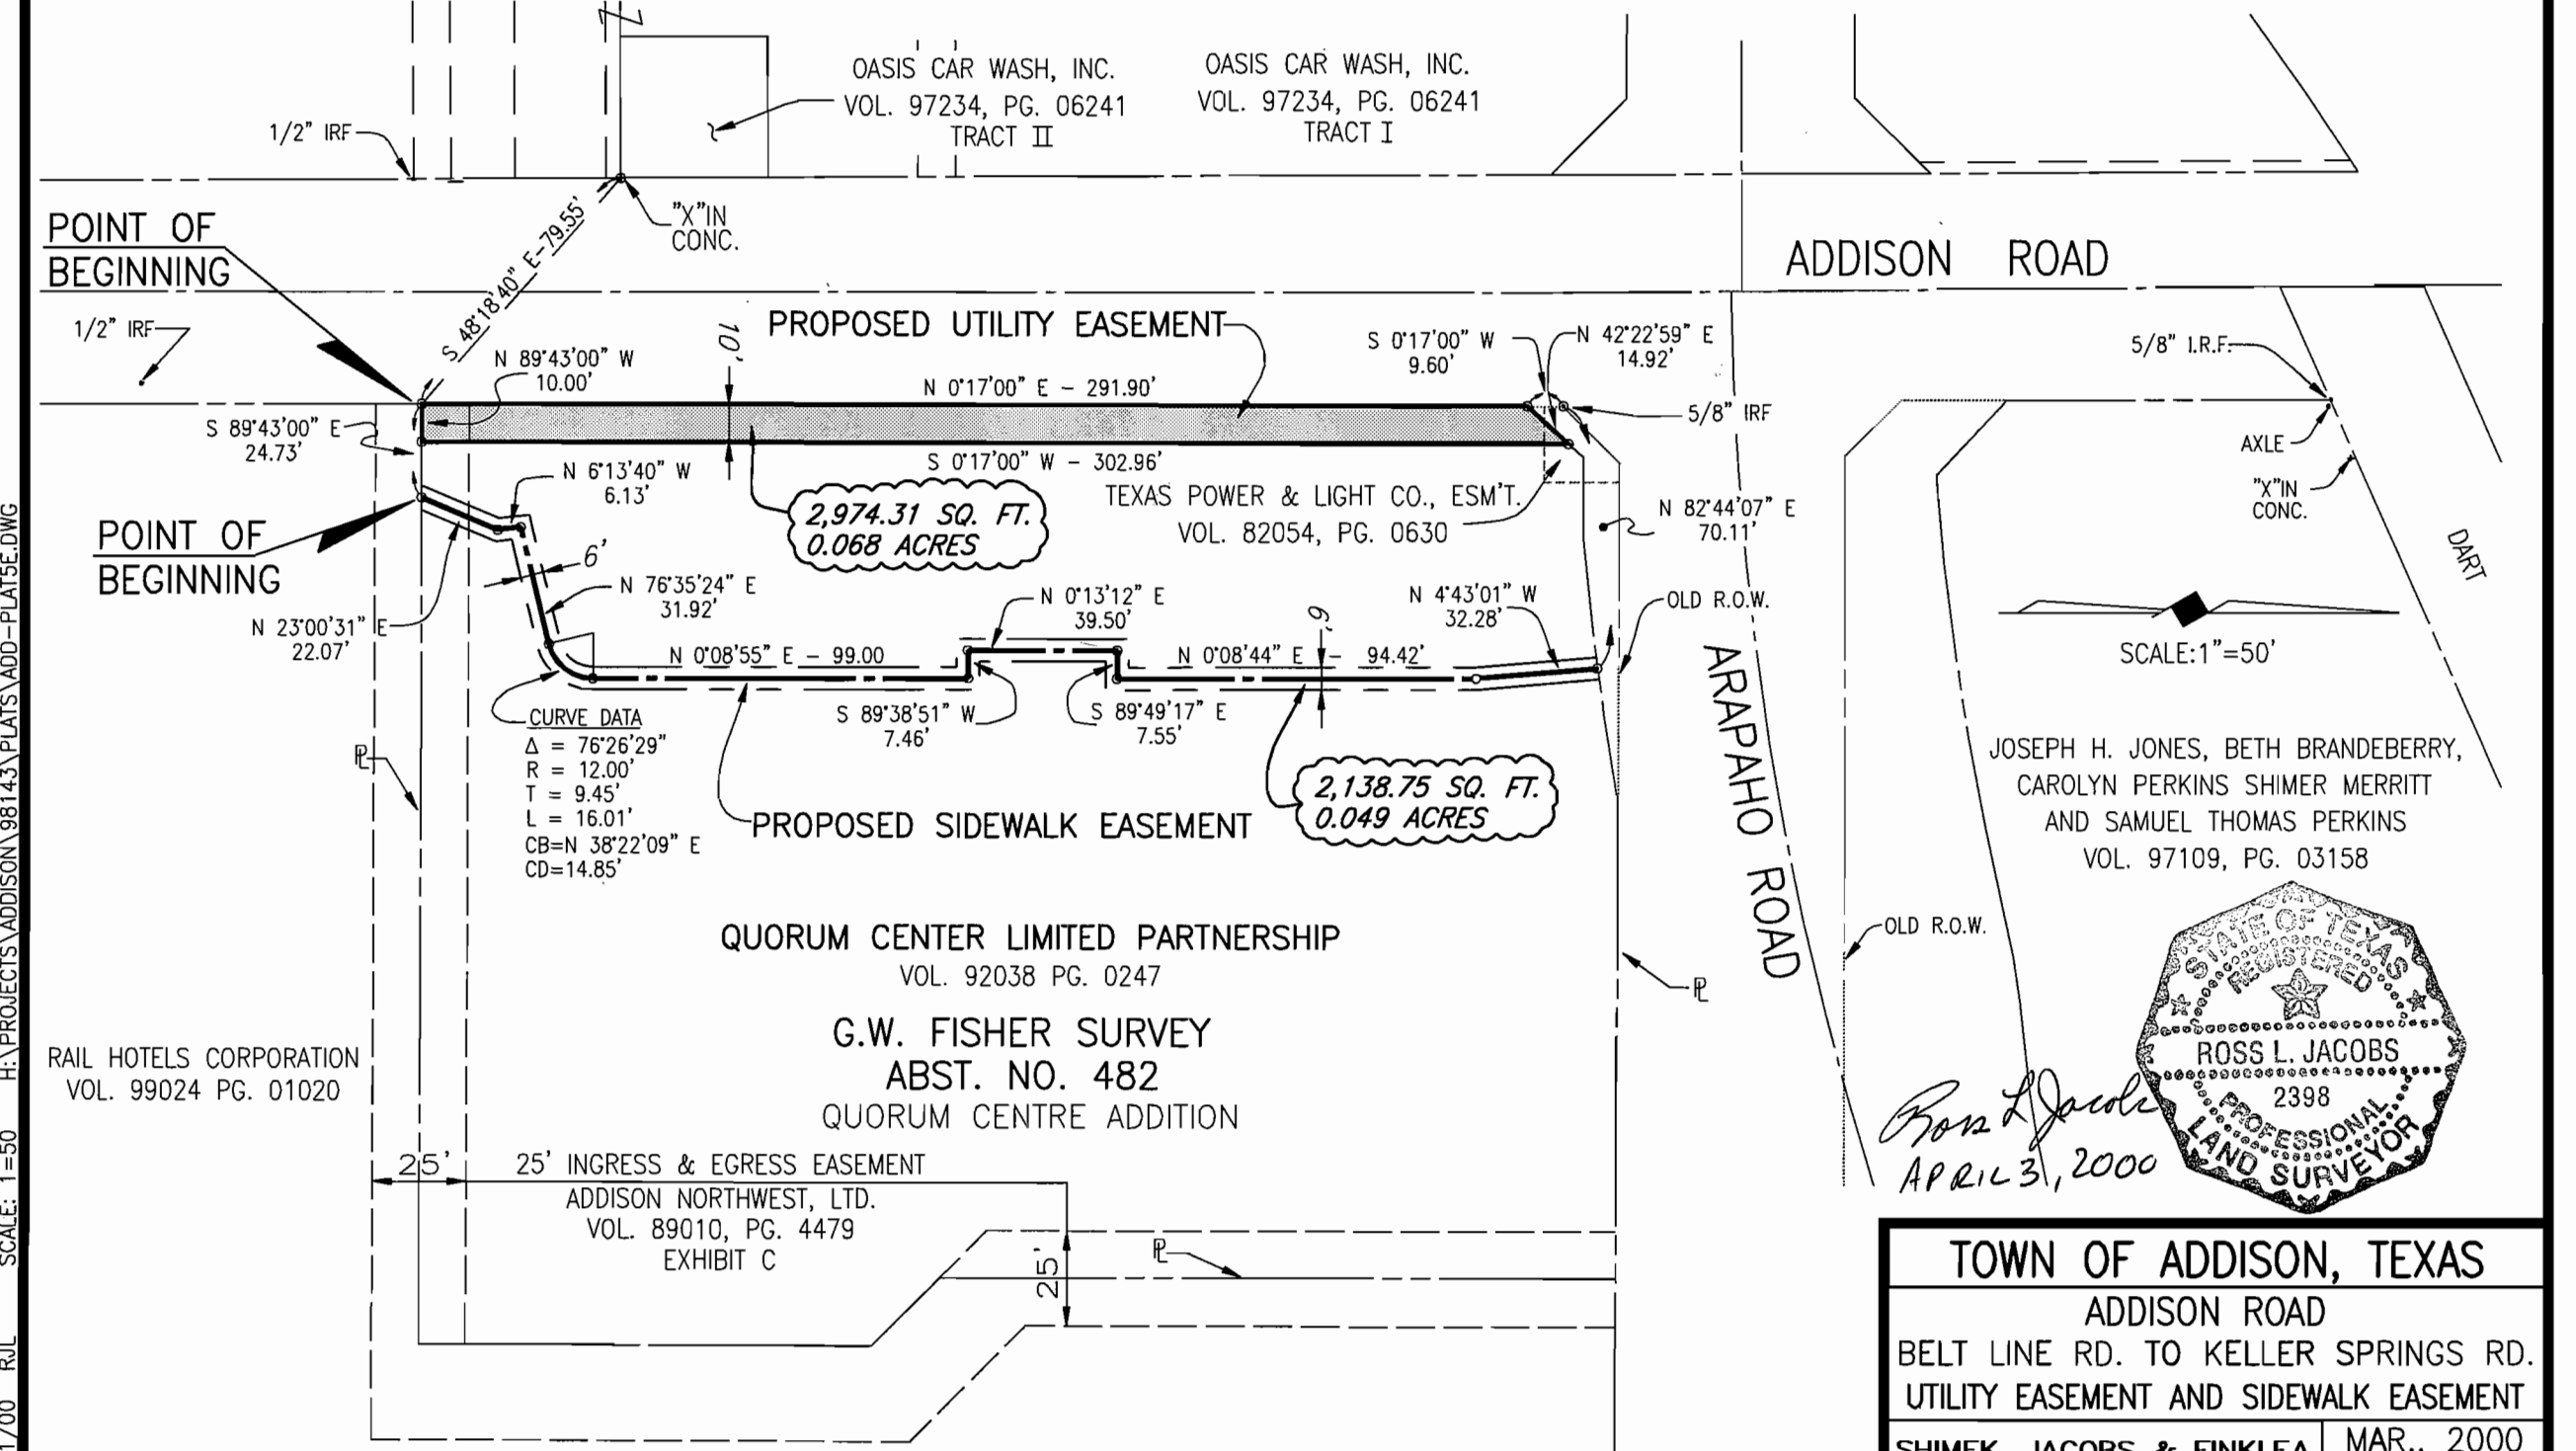 OASIS CAR WASH, INC.
VOL. 97234, PG. 06241
TRACT II
OASIS CAR WASH, INC.
VOL. 97234, PG. 06241
TRACT I
1/2" IRF
"X"IN
CONC.
POINT OF
BEGINNING
S 48°18'40" E-79.55'
ADDISON ROAD
1/2" IRF
PROPOSED UTILITY EASEMENT
10'
N 89°43'00" W
10.00'
N 0°17'00" E - 291.90'
S 0°17'00" W
9.60'
N 42°22'59" E
14.92'
5/8" I.R.F.
5/8" IRF
S 89°43'00" E
24.73'
AXLE
"X"IN
CONC.
S 0°17'00" W - 302.96'
N 6°13'40" W
6.13'
2,974.31 SQ. FT.
0.068 ACRES
TEXAS POWER & LIGHT CO., ESM'T.
VOL. 82054, PG. 0630
N 82°44'07" E
70.11'
DART
POINT OF
BEGINNING
6'
N 76°35'24" E
31.92'
N 0°13'12" E
39.50'
6'
N 4°43'01" W
32.28'
OLD R.O.W.
N 23°00'31" E
22.07'
N 0°08'55" E - 99.00
N 0°08'44" E - 94.42'
SCALE:1"=50'
S 89°38'51" W
7.46'
S 89°49'17" E
7.55'
CURVE DATA
Δ = 76°26'29"
R = 12.00'
T = 9.45'
L = 16.01'
CB=N 38°22'09" E
CD=14.85'
PROPOSED SIDEWALK EASEMENT
2,138.75 SQ. FT.
0.049 ACRES
ARAPAHO ROAD
JOSEPH H. JONES, BETH BRANDEBERRY,
CAROLYN PERKINS SHIMER MERRITT
AND SAMUEL THOMAS PERKINS
VOL. 97109, PG. 03158
PL
QUORUM CENTER LIMITED PARTNERSHIP
VOL. 92038 PG. 0247
G.W. FISHER SURVEY
ABST. NO. 482
QUORUM CENTRE ADDITION
PL
OLD R.O.W.
STATE OF TEXAS
REGISTERED
ROSS L. JACOBS
2398
PROFESSIONAL
LAND SURVEYOR
Ross L Jacobs
APRIL 3, 2000
RAIL HOTELS CORPORATION
VOL. 99024 PG. 01020
25'
25' INGRESS & EGRESS EASEMENT
ADDISON NORTHWEST, LTD.
VOL. 89010, PG. 4479
EXHIBIT C
25'
PL
TOWN OF ADDISON, TEXAS
ADDISON ROAD
BELT LINE RD. TO KELLER SPRINGS RD.
UTILITY EASEMENT AND SIDEWALK EASEMENT
SHIMEK, JACOBS & FINKLEA
MAR., 2000
1/00 RJL SCALE: 1=50 H:\PROJECTS\ADDISON\98143\PLATS\ADD-PLAT5E.DWG